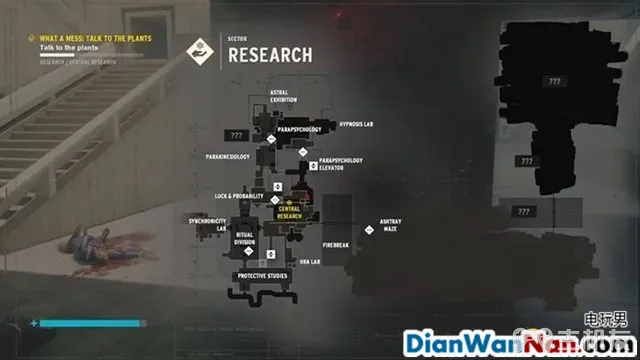 WHAT A MESS: TALK TO THE PLANTS
Talk to the plants
RESEARCH / CENTRAL RESEARCH
SECTOR
RESEARCH
ASTRAL
EXHIBITION
HYPNOSIS LAB
PARAPSYCHOLOGY
???
???
PARAKINESIOLOGY
PARAPSYCHOLOGY
ELEVATOR
???
LUCK & PROBABILITY
CENTRAL
RESEARCH
???
SYNCHRONICITY
LAB
RITUAL
DIVISION
ASHTRAY
MAZE
FIREBREAK
HRA LAB
PROTECTIVE STUDIES
电玩男
DianWanNan.com